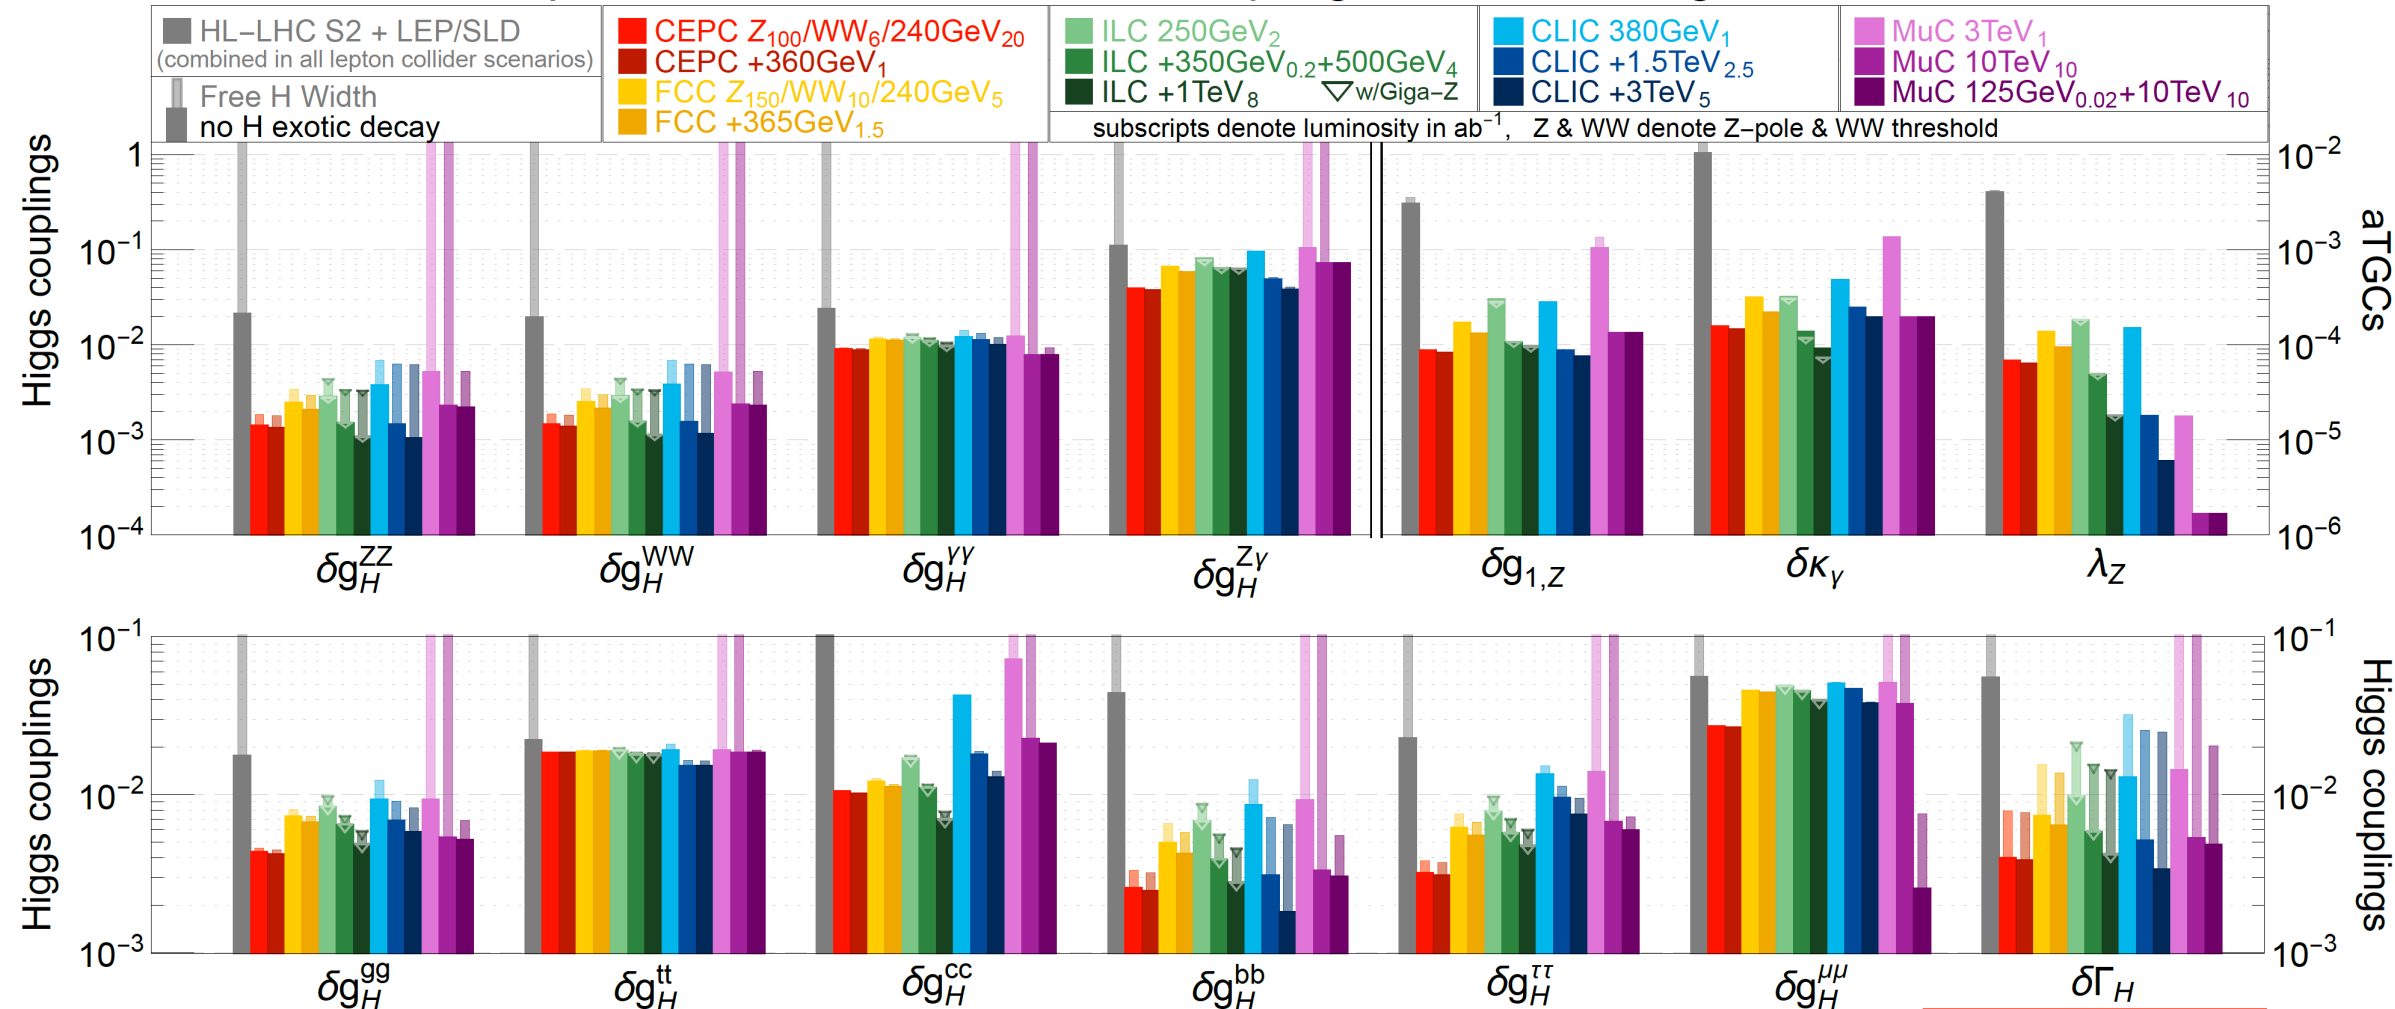 HL−LHC S2 + LEP/SLD
(combined in all lepton collider scenarios)
Free H Width
no H exotic decay
CEPC Z100/WW6/240GeV20
CEPC +360GeV1
FCC Z150/WW10/240GeV5
FCC +365GeV1.5
ILC 250GeV2
ILC +350GeV0.2+500GeV4
ILC +1TeV8 ▽w/Giga−Z
CLIC 380GeV1
CLIC +1.5TeV2.5
CLIC +3TeV5
MuC 3TeV1
MuC 10TeV10
MuC 125GeV0.02+10TeV10
subscripts denote luminosity in ab−1, Z & WW denote Z−pole & WW threshold
Higgs couplings
1
10−1
10−2
10−3
10−4
10−2
10−3
10−4
10−5
10−6
aTGCs
δgHZZ δgHWW δgHγγ δgHZγ δg1,Z δκγ λZ
Higgs couplings
10−1
10−2
10−3
10−1
10−2
10−3
Higgs couplings
δgHgg δgHtt δgHcc δgHbb δgHττ δgHμμ δΓH